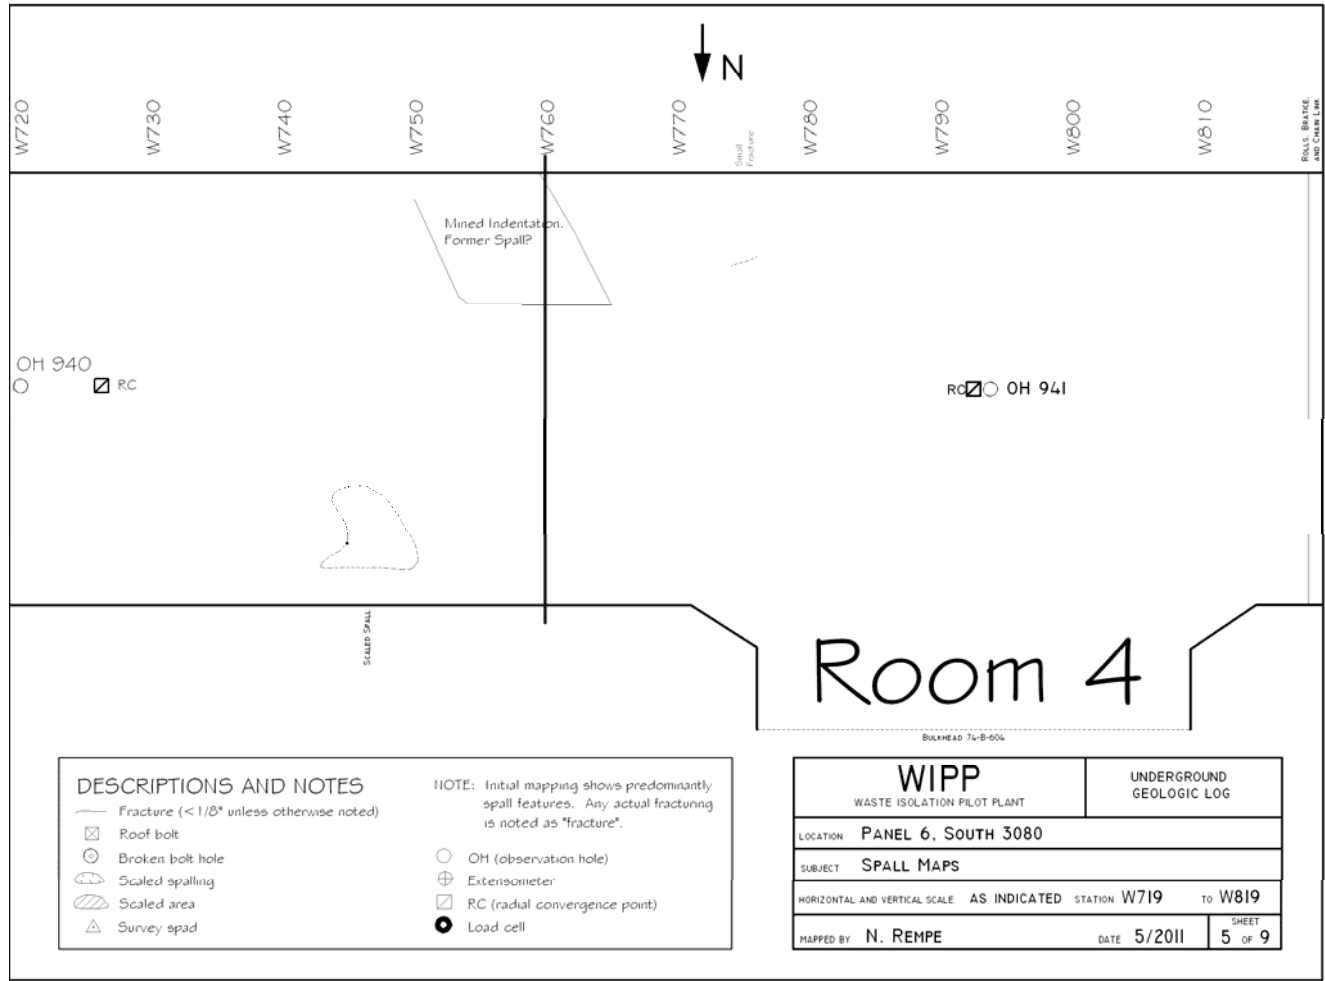 N
W720
W730
W740
W750
W760
W770
Small
Fracture
W780
W790
W800
W810
ROLLS, BRATICE,
AND CHAIN LINK
Mined Indentation.
Former Spall?
OH 940
RC
RC
OH 941
SCALED SPALL
Room 4
BULKHEAD 74-B-604
DESCRIPTIONS AND NOTES
Fracture (<1/8" unless otherwise noted)
Roof bolt
Broken bolt hole
Scaled spalling
Scaled area
Survey spad
NOTE: Initial mapping shows predominantly
spall features. Any actual fracturing
is noted as "fracture".
OH (observation hole)
Extensometer
RC (radial convergence point)
Load cell
WIPP
WASTE ISOLATION PILOT PLANT
UNDERGROUND
GEOLOGIC LOG
LOCATION PANEL 6, SOUTH 3080
SUBJECT SPALL MAPS
HORIZONTAL AND VERTICAL SCALE AS INDICATED STATION W719 TO W819
MAPPED BY N. REMPE DATE 5/2011
SHEET
5 OF 9